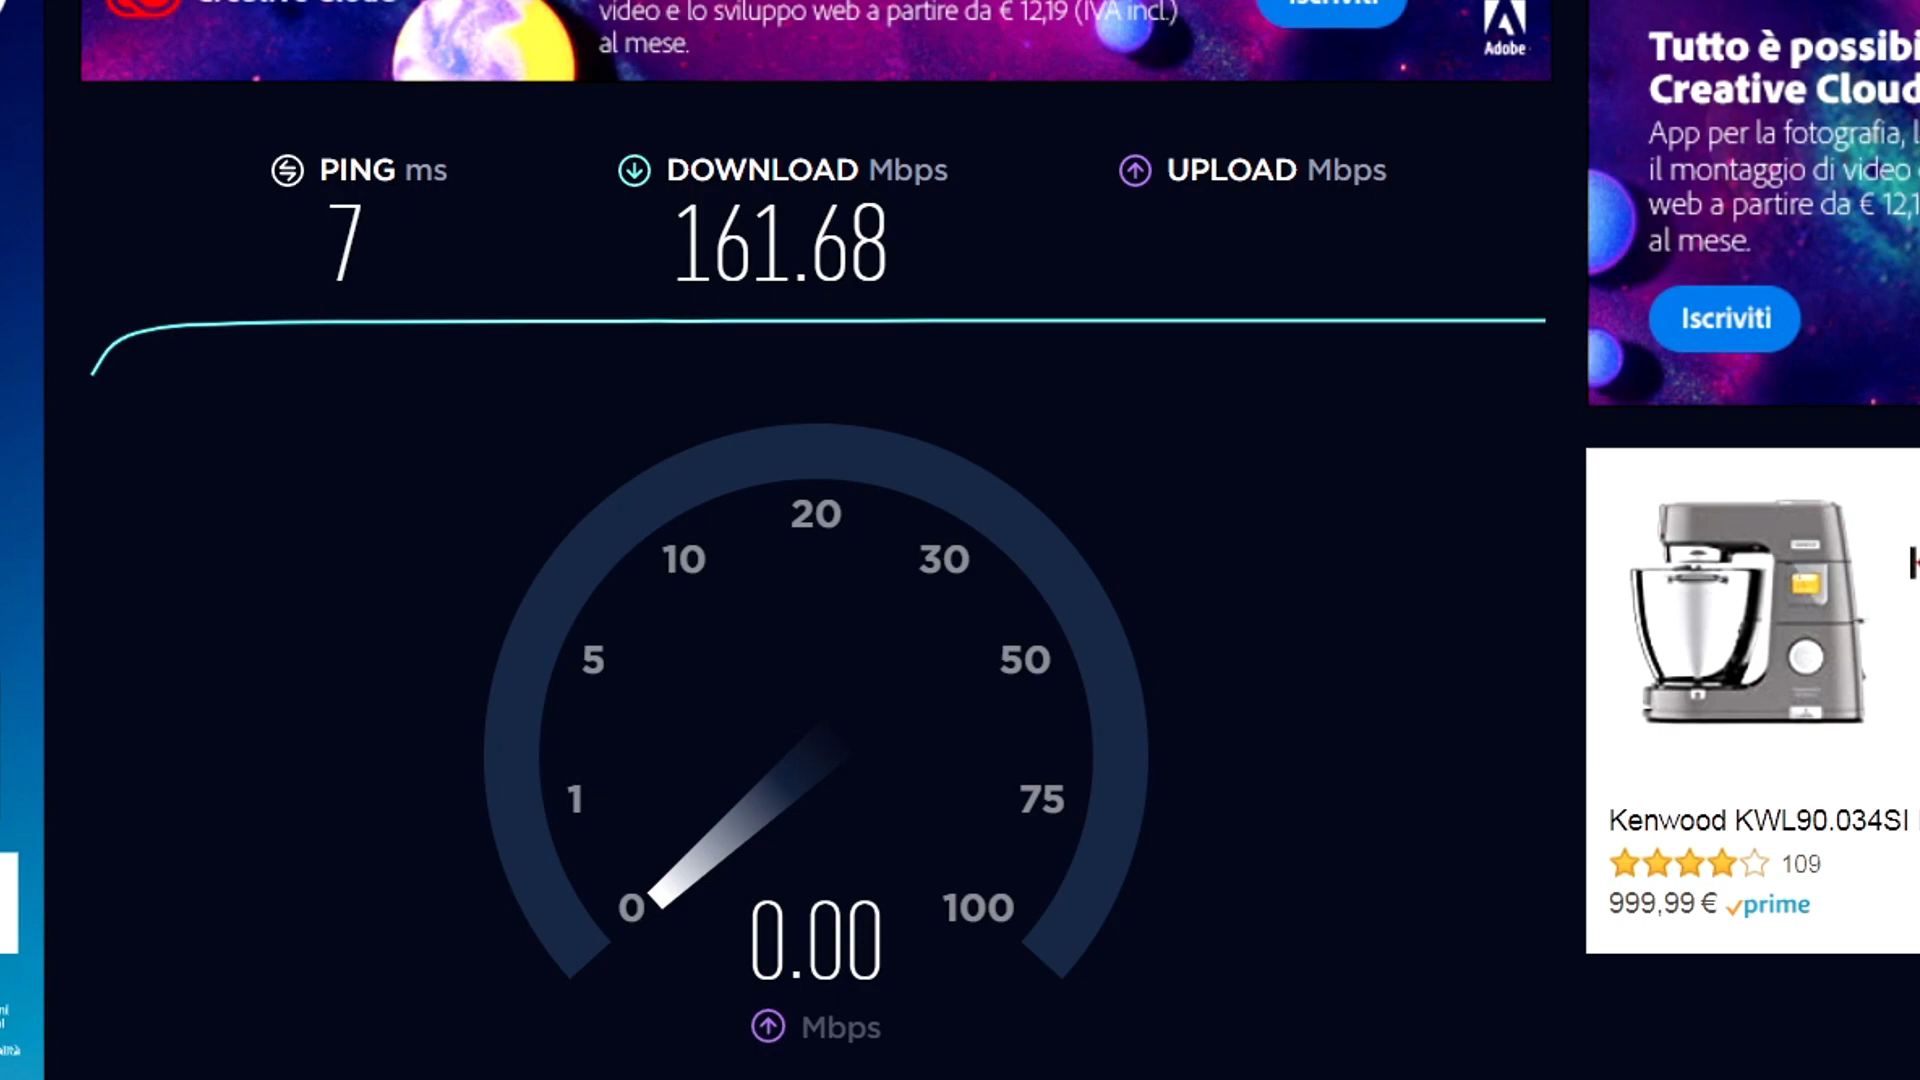 video e lo sviluppo web a partire da € 12,19 (IVA incl.)
al mese.
Iscriviti
Adobe
Tutto è possibi
Creative Cloud
App per la fotografia, l
il montaggio di video
web a partire da € 12,1
al mese.
Iscriviti
PING ms
7
DOWNLOAD Mbps
161.68
UPLOAD Mbps
0
1
5
10
20
30
50
75
100
0.00
Mbps
Kenwood KWL90.034SI
109
999,99 € prime